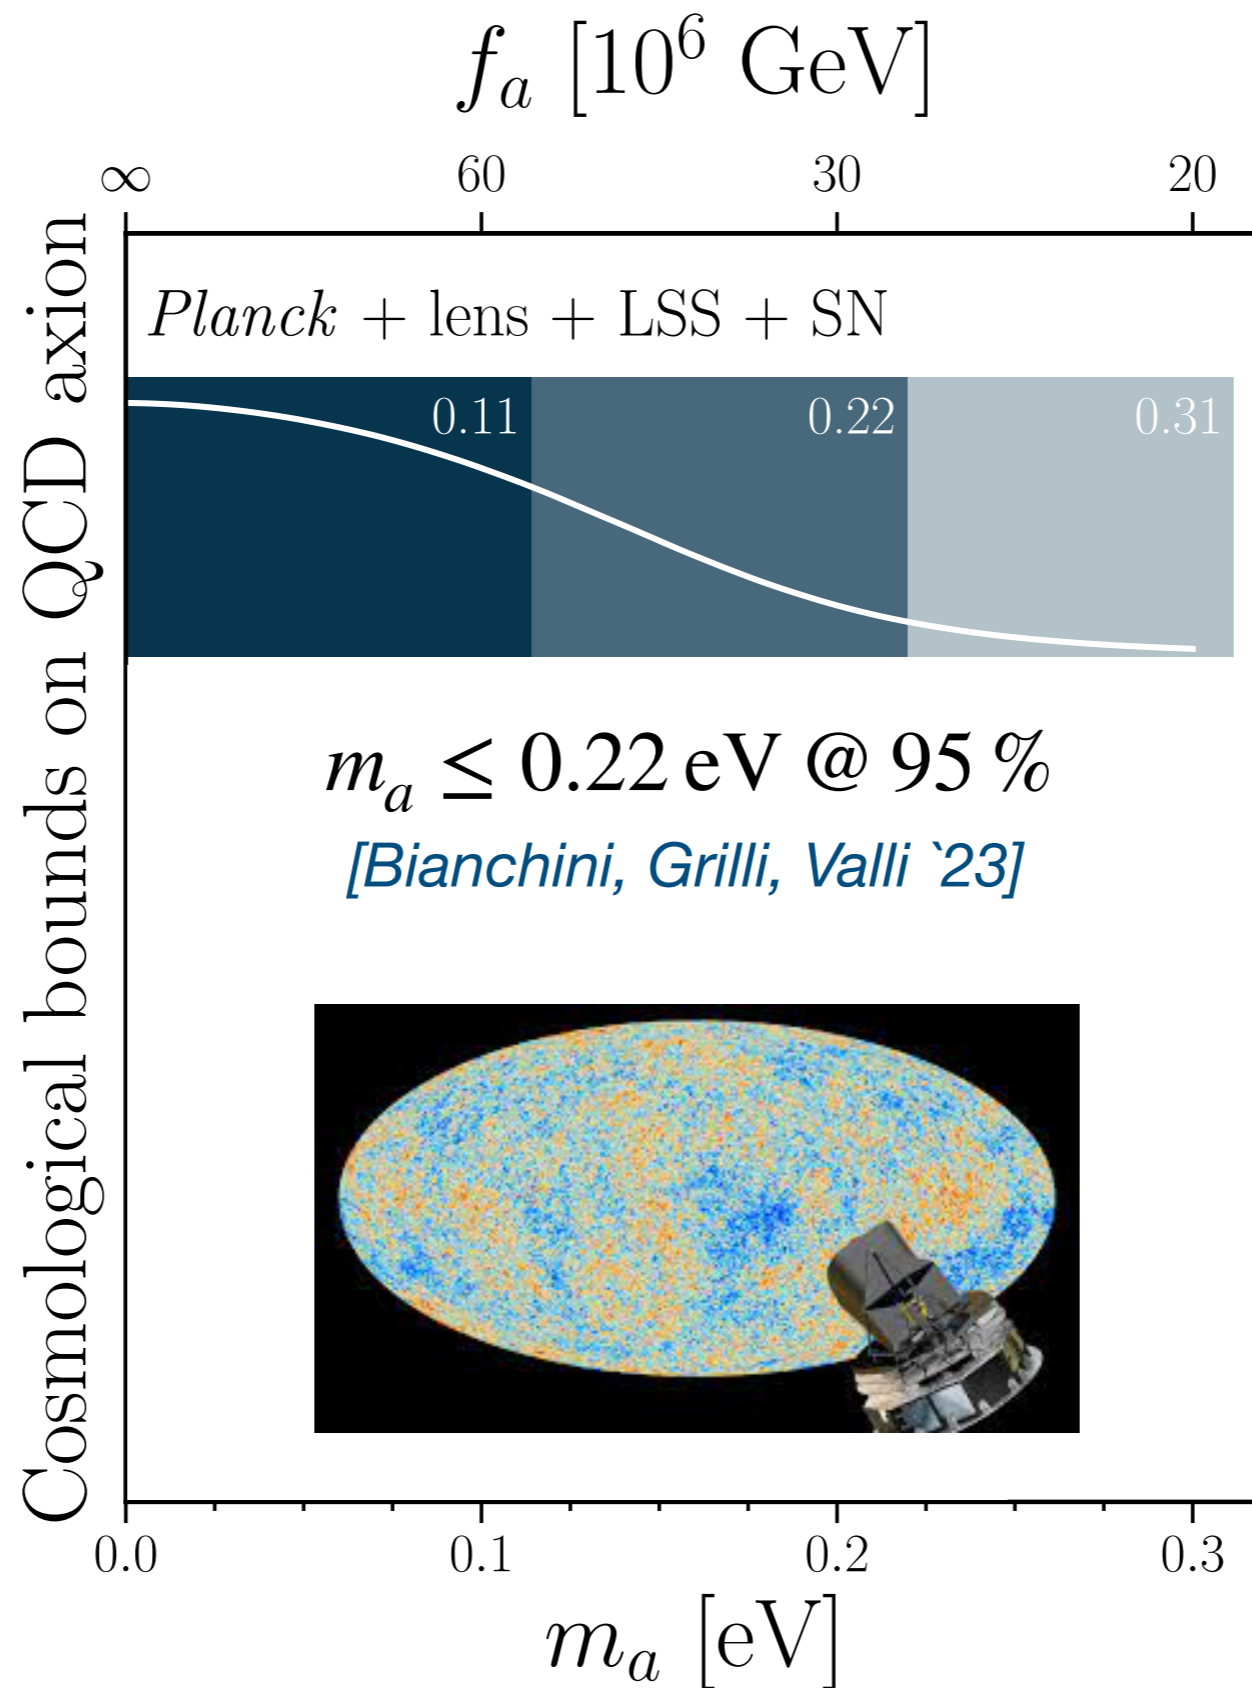 f_a [10^6 GeV]
∞ 60 30 20
Cosmological bounds on QCD axion
Planck + lens + LSS + SN
0.11 0.22 0.31
m_a ≤ 0.22 eV @ 95 %
[Bianchini, Grilli, Valli `23]
0.0 0.1 0.2 0.3
m_a [eV]